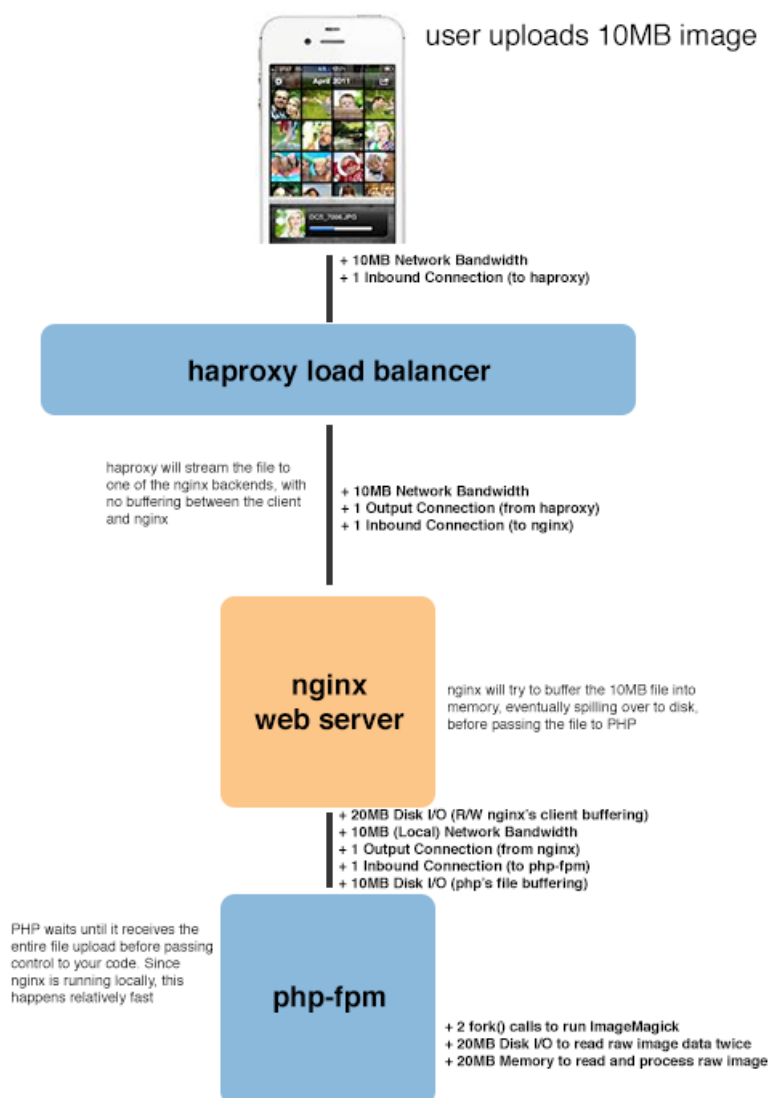 user uploads 10MB image
April 2011
DC5_7006.JPG
+ 10MB Network Bandwidth
+ 1 Inbound Connection (to haproxy)
haproxy load balancer
haproxy will stream the file to
one of the nginx backends, with
no buffering between the client
and nginx
+ 10MB Network Bandwidth
+ 1 Output Connection (from haproxy)
+ 1 Inbound Connection (to nginx)
nginx
web server
nginx will try to buffer the 10MB file into
memory, eventually spilling over to disk,
before passing the file to PHP
+ 20MB Disk I/O (R/W nginx's client buffering)
+ 10MB (Local) Network Bandwidth
+ 1 Output Connection (from nginx)
+ 1 Inbound Connection (to php-fpm)
+ 10MB Disk I/O (php's file buffering)
PHP waits until it receives the
entire file upload before passing
control to your code. Since
nginx is running locally, this
happens relatively fast
php-fpm
+ 2 fork() calls to run ImageMagick
+ 20MB Disk I/O to read raw image data twice
+ 20MB Memory to read and process raw image